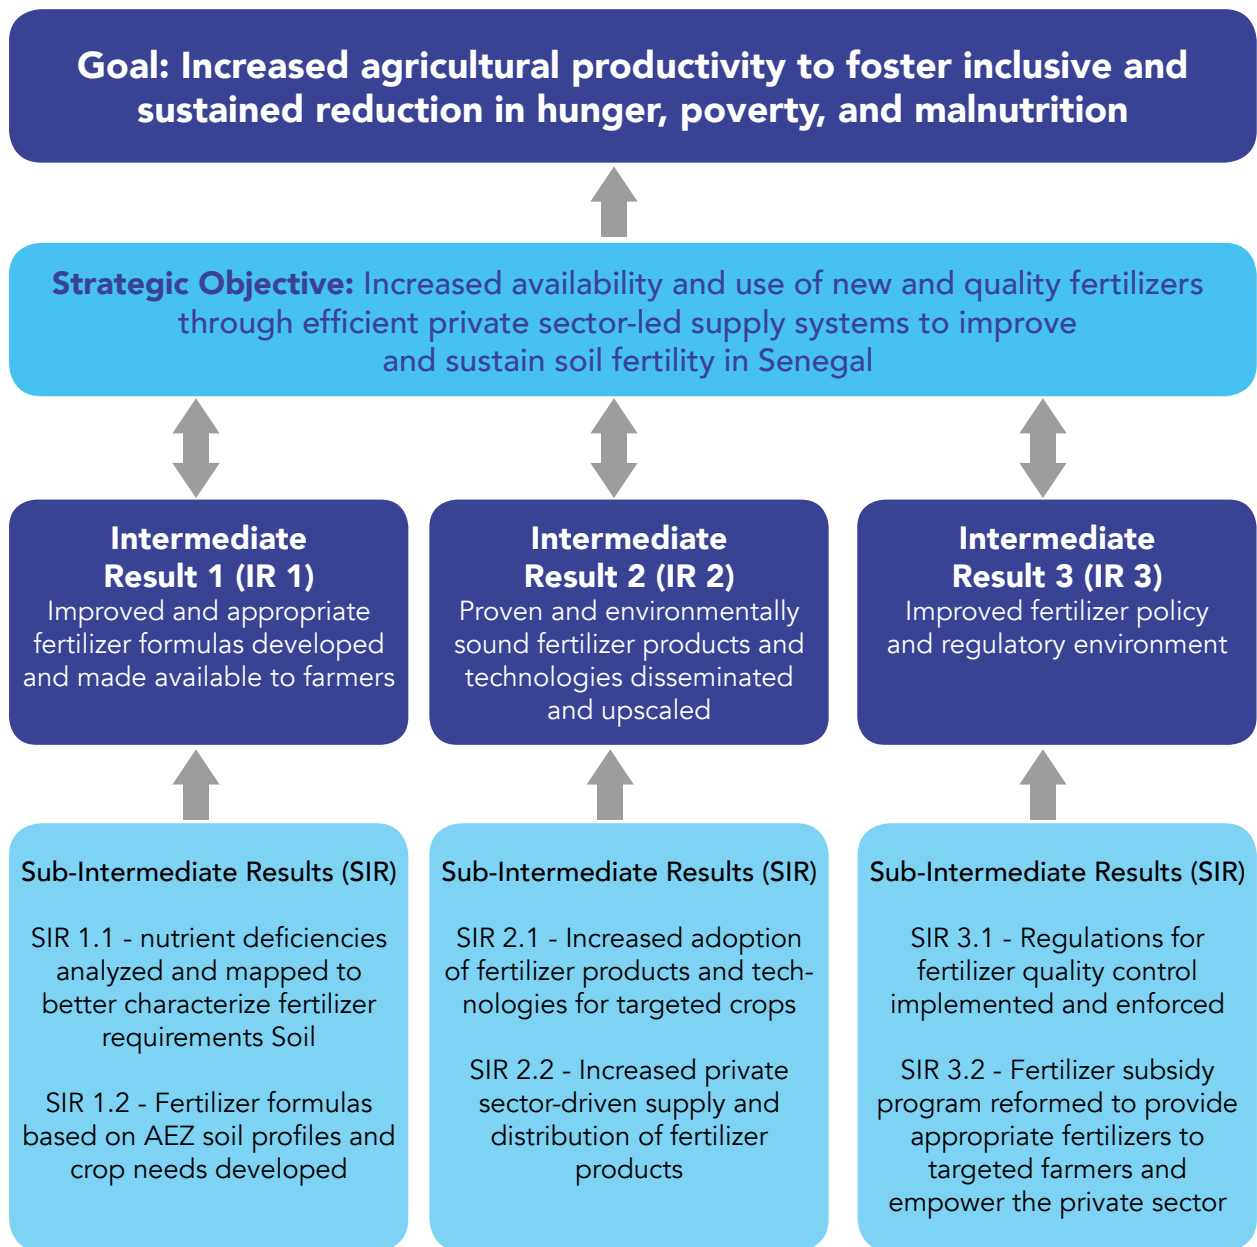 Goal: Increased agricultural productivity to foster inclusive and
sustained reduction in hunger, poverty, and malnutrition
Strategic Objective: Increased availability and use of new and quality fertilizers
through efficient private sector-led supply systems to improve
and sustain soil fertility in Senegal
Intermediate
Result 1 (IR 1)
Improved and appropriate
fertilizer formulas developed
and made available to farmers
Intermediate
Result 2 (IR 2)
Proven and environmentally
sound fertilizer products and
technologies disseminated
and upscaled
Intermediate
Result 3 (IR 3)
Improved fertilizer policy
and regulatory environment
Sub-Intermediate Results (SIR)
SIR 1.1 - nutrient deficiencies
analyzed and mapped to
better characterize fertilizer
requirements Soil
SIR 1.2 - Fertilizer formulas
based on AEZ soil profiles and
crop needs developed
Sub-Intermediate Results (SIR)
SIR 2.1 - Increased adoption
of fertilizer products and tech-
nologies for targeted crops
SIR 2.2 - Increased private
sector-driven supply and
distribution of fertilizer
products
Sub-Intermediate Results (SIR)
SIR 3.1 - Regulations for
fertilizer quality control
implemented and enforced
SIR 3.2 - Fertilizer subsidy
program reformed to provide
appropriate fertilizers to
targeted farmers and
empower the private sector